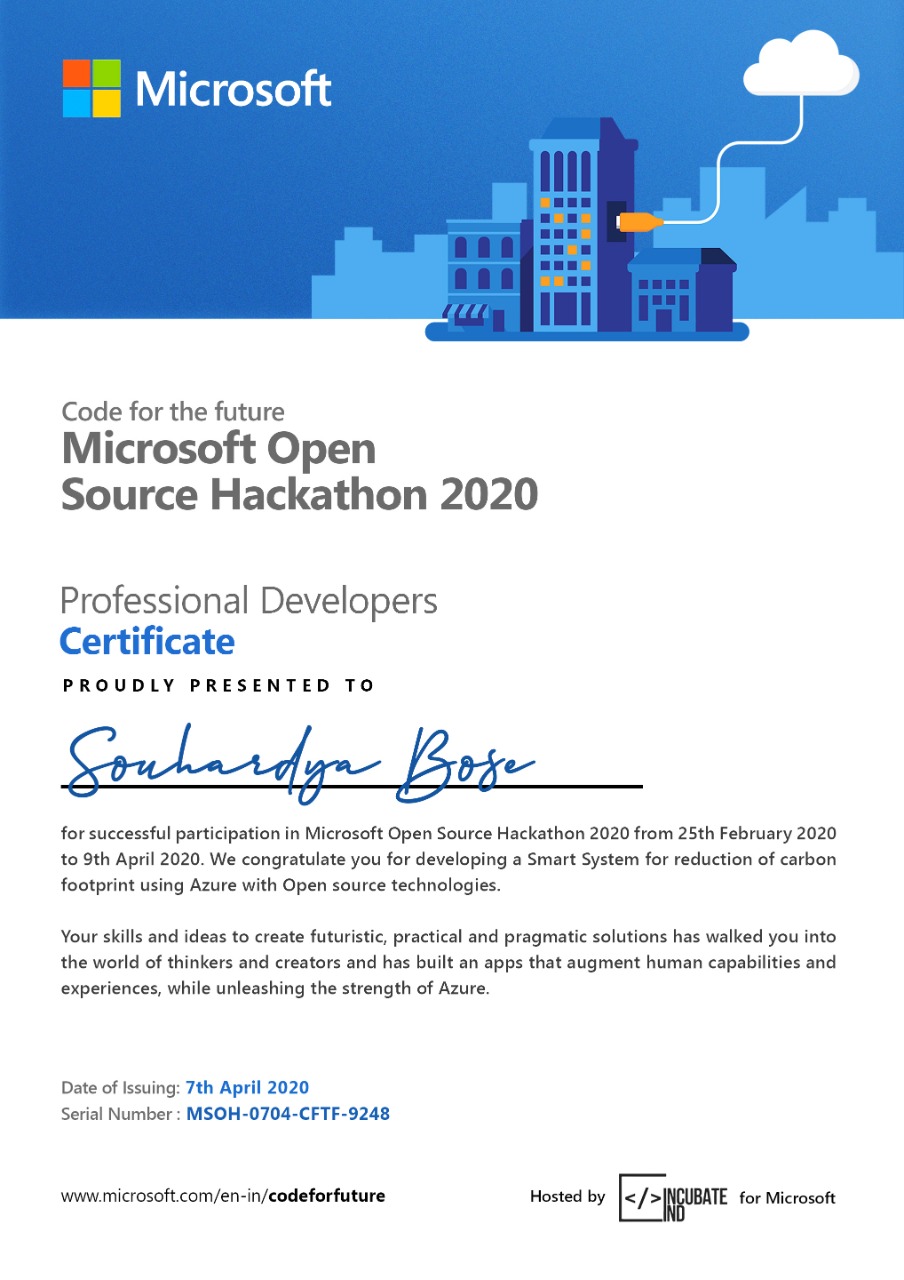 Microsoft
Code for the future
Microsoft Open
Source Hackathon 2020
Professional Developers
Certificate
PROUDLY PRESENTED TO
Souhardya Bose
for successful participation in Microsoft Open Source Hackathon 2020 from 25th February 2020
to 9th April 2020. We congratulate you for developing a Smart System for reduction of carbon
footprint using Azure with Open source technologies.
Your skills and ideas to create futuristic, practical and pragmatic solutions has walked you into
the world of thinkers and creators and has built an apps that augment human capabilities and
experiences, while unleashing the strength of Azure.
Date of Issuing: 7th April 2020
Serial Number : MSOH-0704-CFTF-9248
www.microsoft.com/en-in/codeforfuture
Hosted by </> INCUBATE IND for Microsoft